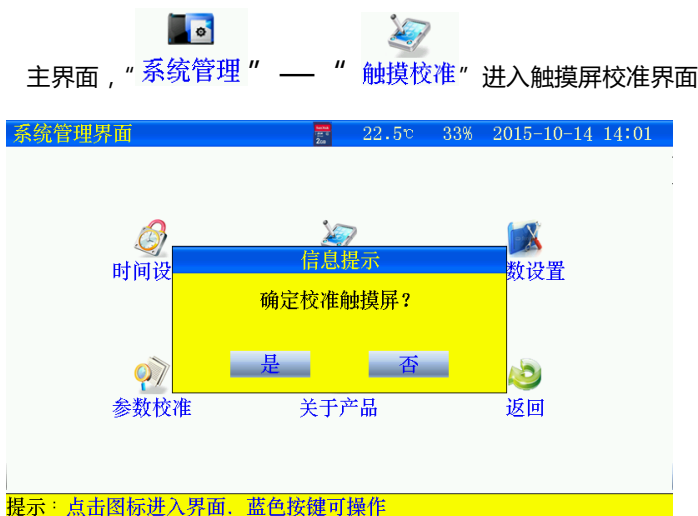 主界面，“系统管理” — “触摸校准”进入触摸屏校准界面
系统管理界面 22.5℃ 33% 2015-10-14 14:01
信息提示
时间设 数设置
确定校准触摸屏？
是 否
参数校准 关于产品 返回
提示：点击图标进入界面．蓝色按键可操作